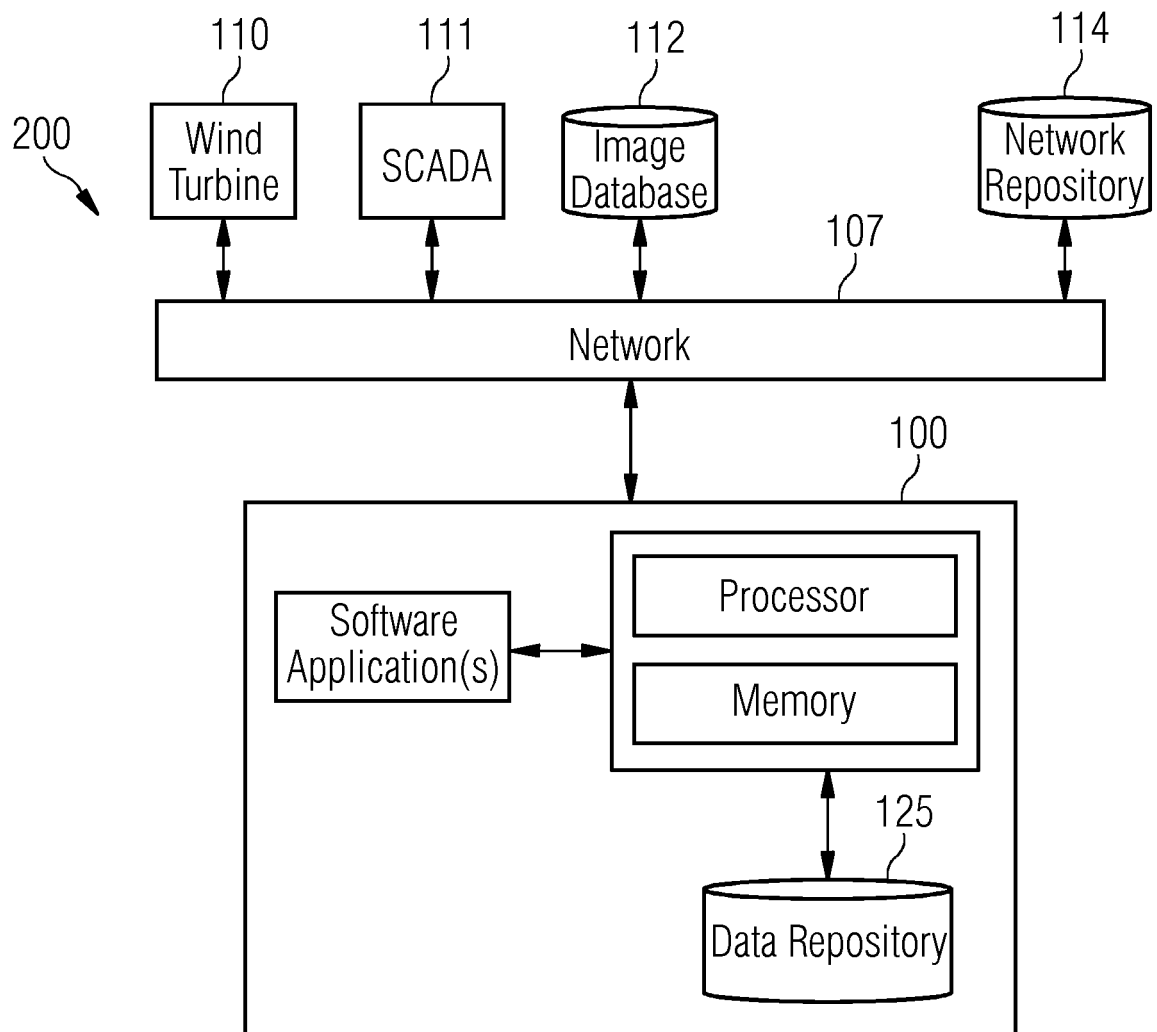 110
111
112
114
200
Wind
Turbine
SCADA
Image
Database
Network
Repository
107
Network
100
Processor
Software
Application(s)
Memory
125
Data Repository